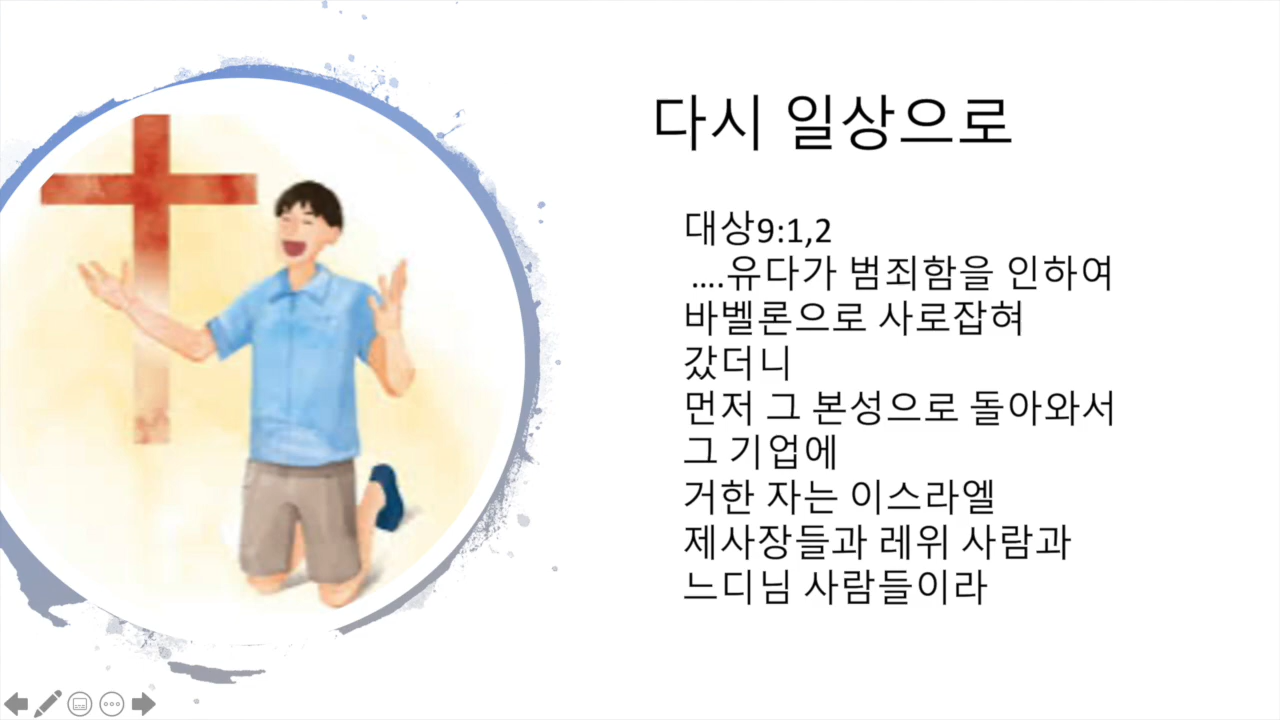 다시 일상으로
대상9:1,2
....유다가 범죄함을 인하여
바벨론으로 사로잡혀
갔더니
먼저 그 본성으로 돌아와서
그 기업에
거한 자는 이스라엘
제사장들과 레위 사람과
느디님 사람들이라